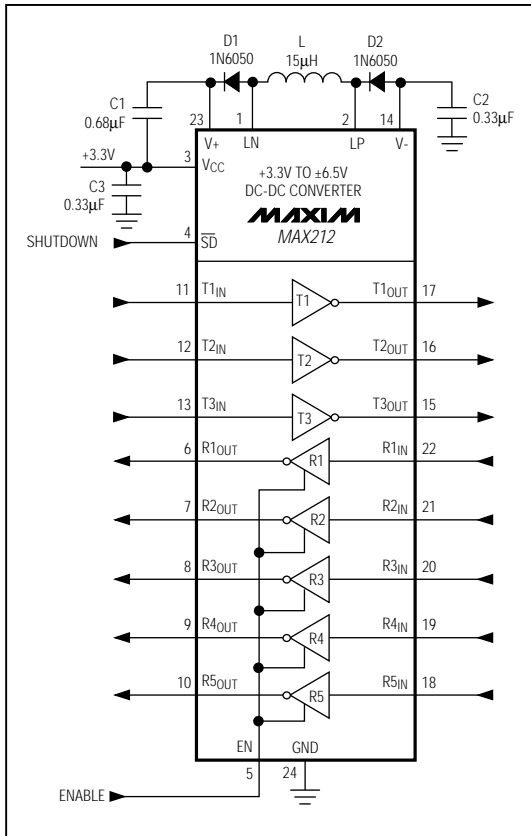 D1
1N6050
L
15μH
D2
1N6050
C1
0.68μF
C2
0.33μF
23
1
2
14
V+
LN
LP
V-
+3.3V
3
VCC
C3
0.33μF
+3.3V TO ±6.5V
DC-DC CONVERTER
MAXIM
MAX212
SHUTDOWN
4
SD
11 T1IN T1 T1OUT 17
12 T2IN T2 T2OUT 16
13 T3IN T3 T3OUT 15
6 R1OUT R1 R1IN 22
7 R2OUT R2 R2IN 21
8 R3OUT R3 R3IN 20
9 R4OUT R4 R4IN 19
10 R5OUT R5 R5IN 18
EN GND
5 24
ENABLE